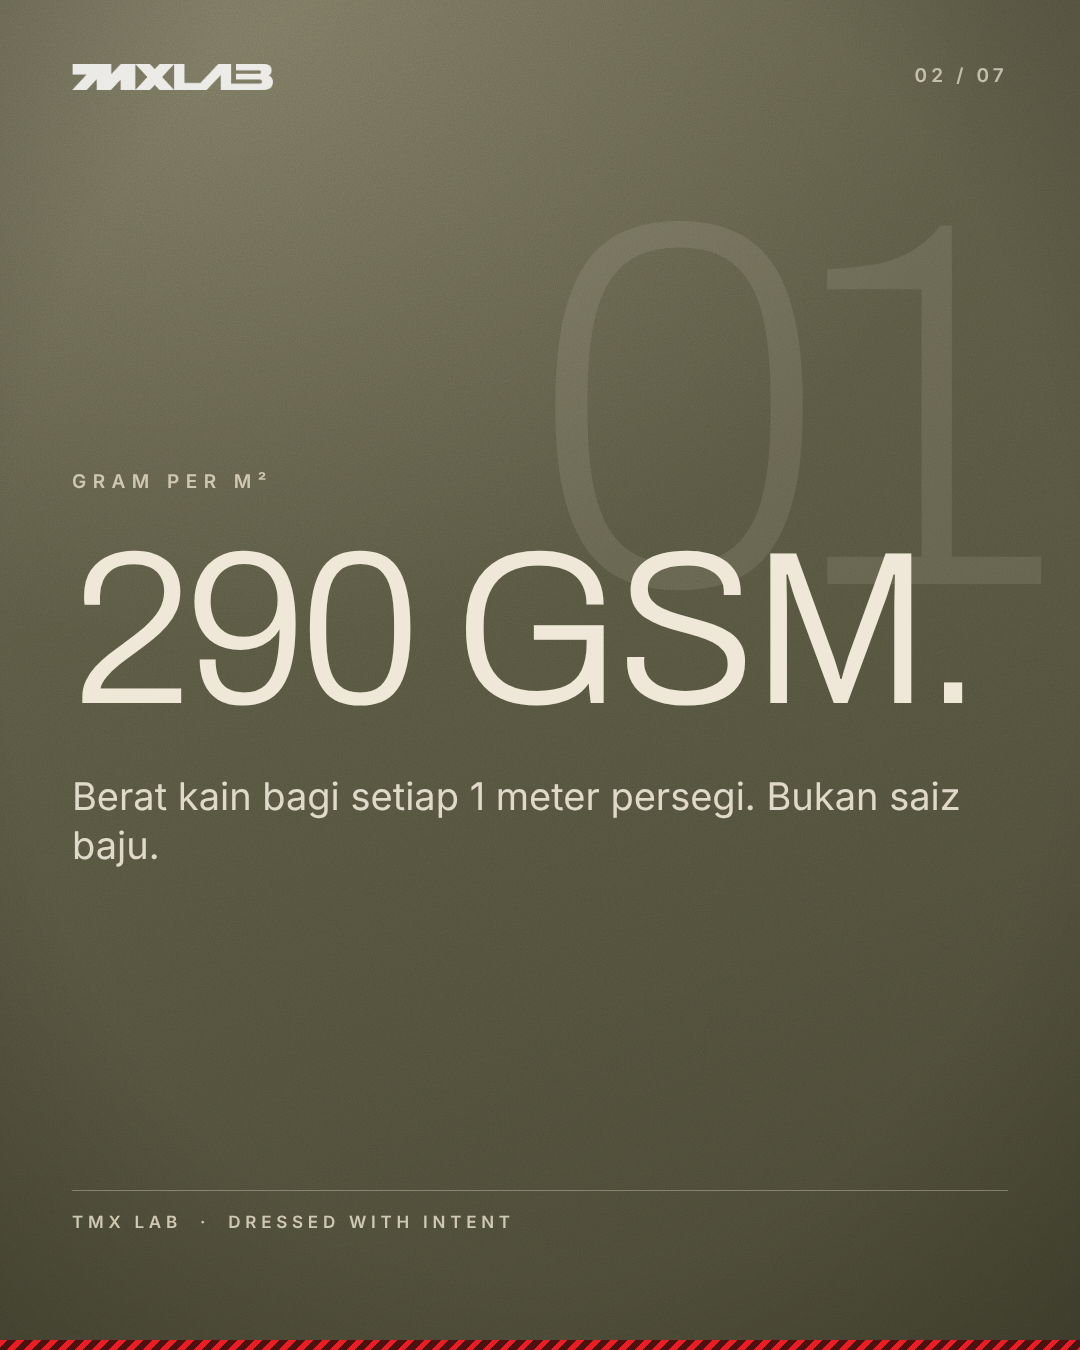 TMXLAB
02 / 07
01
GRAM PER M²
290 GSM.
Berat kain bagi setiap 1 meter persegi. Bukan saiz
baju.
TMX LAB · DRESSED WITH INTENT